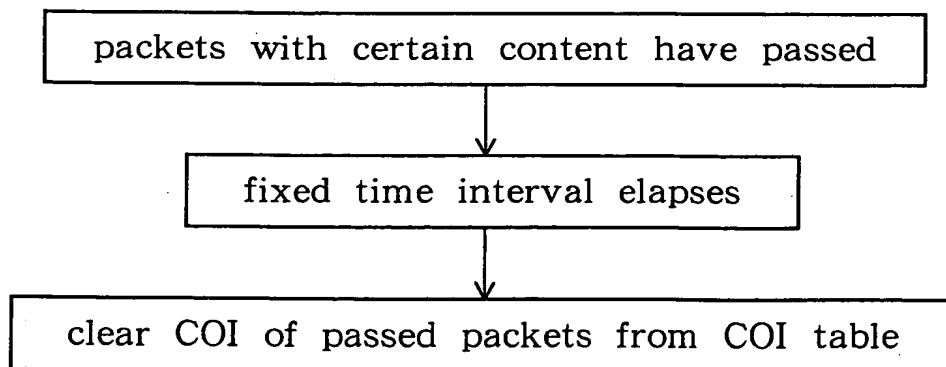 packets with certain content have passed
fixed time interval elapses
clear COI of passed packets from COI table